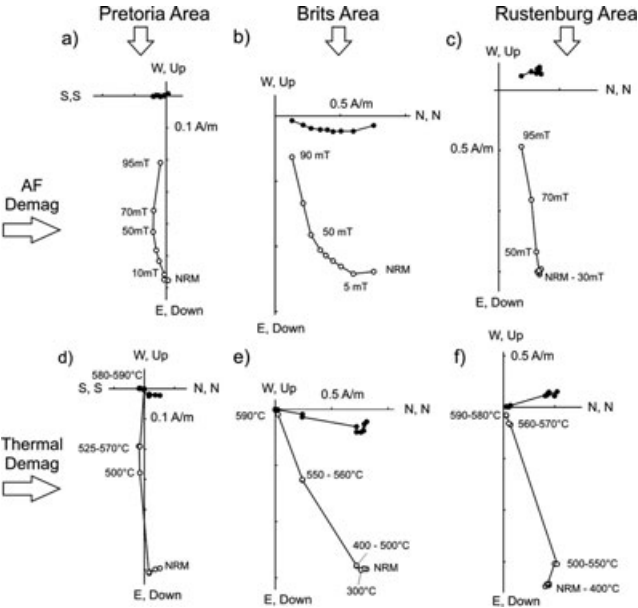 Pretoria Area
Brits Area
Rustenburg Area
a)
W, Up
S,S
0.1 A/m
95mT
70mT
50mT
10mT
NRM
E, Down
b)
W, Up
0.5 A/m
N, N
90 mT
50 mT
NRM
5 mT
E, Down
c)
W, Up
N, N
95mT
0.5 A/m
70mT
50mT
NRM - 30mT
E, Down
AF
Demag
d)
W, Up
580-590°C
S, S
N, N
0.1 A/m
525-570°C
500°C
NRM
E, Down
e)
W, Up
0.5 A/m
N, N
590°C
550 - 560°C
400 - 500°C
NRM
300°C
E, Down
f)
W, Up
0.5 A/m
N, N
590-580°C
560-570°C
500-550°C
NRM - 400°C
E, Down
Thermal
Demag